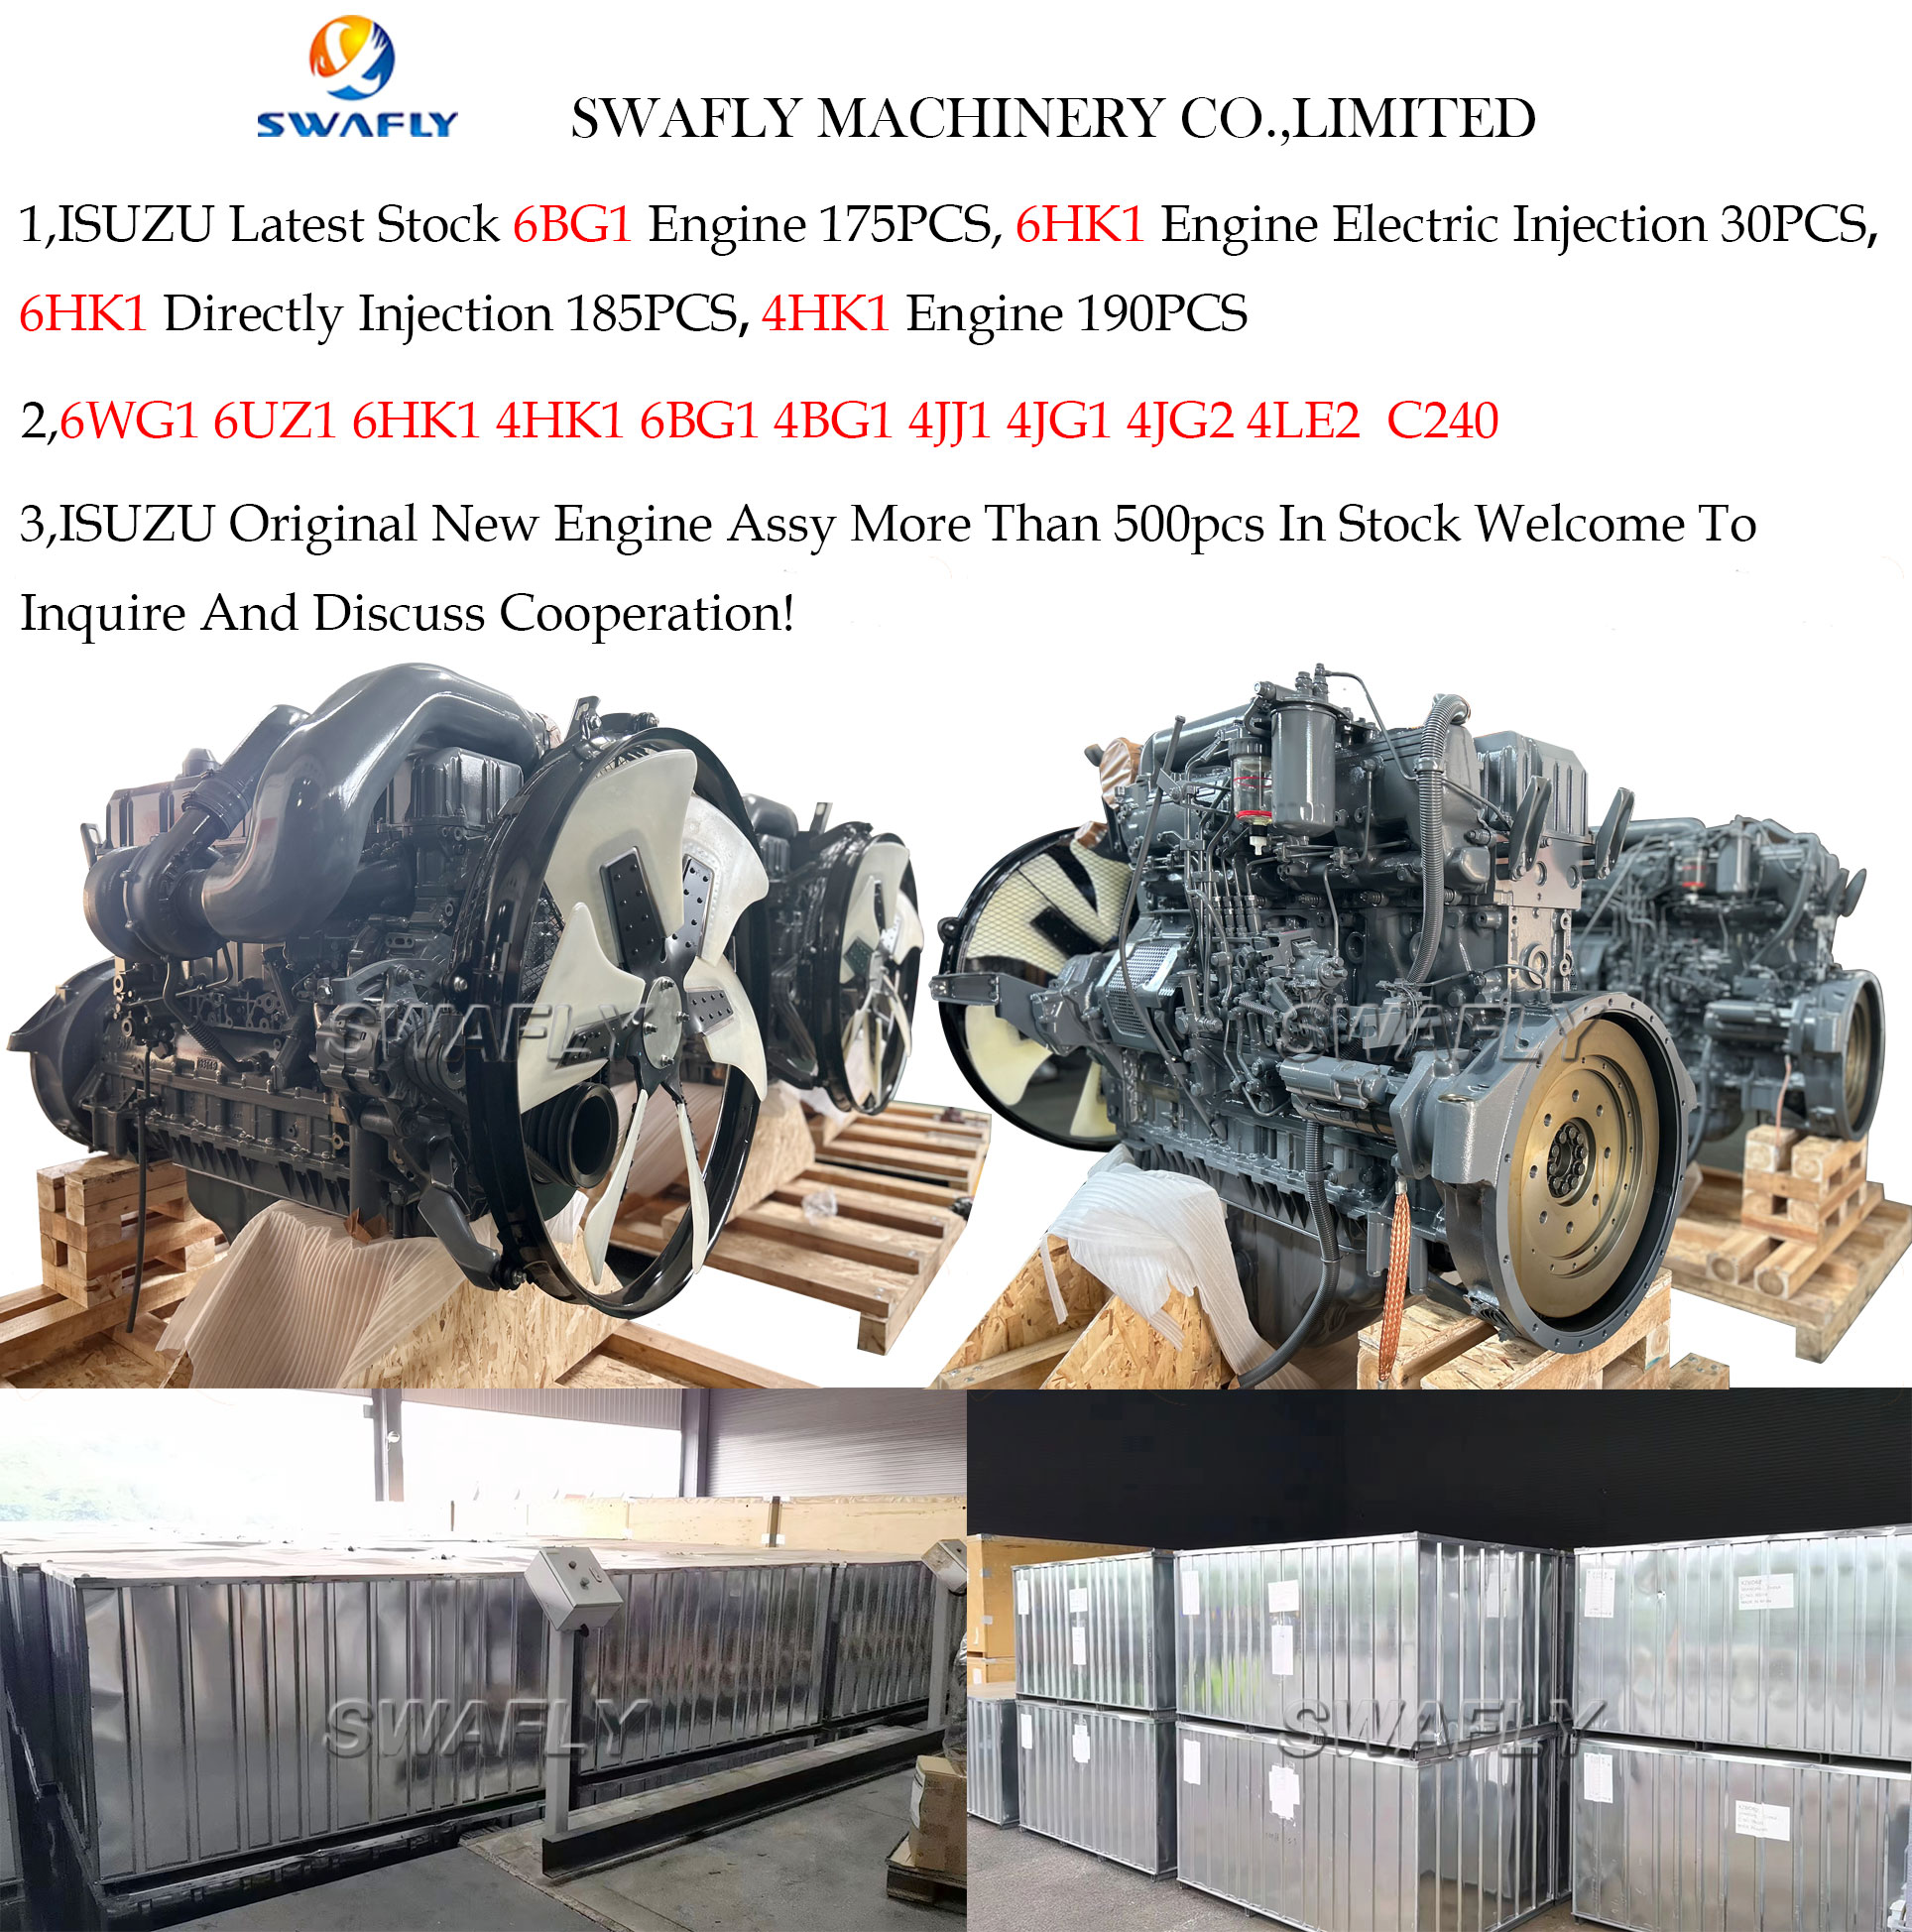 SWAFLY
SWAFLY MACHINERY CO.,LIMITED
1,ISUZU Latest Stock 6BG1 Engine 175PCS, 6HK1 Engine Electric Injection 30PCS,
6HK1 Directly Injection 185PCS, 4HK1 Engine 190PCS
2,6WG1 6UZ1 6HK1 4HK1 6BG1 4BG1 4JJ1 4JG1 4JG2 4LE2 C240
3,ISUZU Original New Engine Assy More Than 500pcs In Stock Welcome To
Inquire And Discuss Cooperation!
SWAFLY
SWAFLY
SWAFLY
SWAFLY